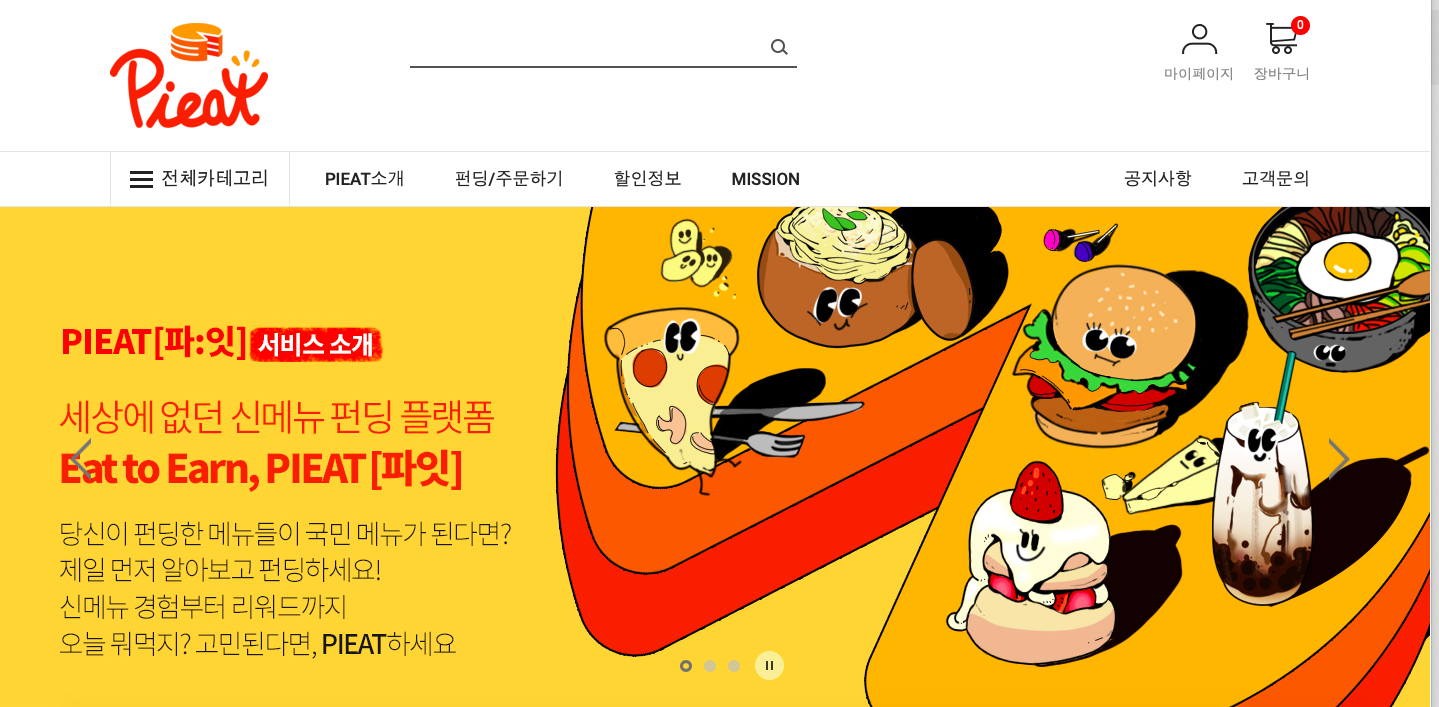 Pieat
0
마이페이지
장바구니
전체카테고리
PIEAT소개
펀딩/주문하기
할인정보
MISSION
공지사항
고객문의
PIEAT[파:잇] 서비스 소개
세상에 없던 신메뉴 펀딩 플랫폼
Eat to Earn, PIEAT [파잇]
당신이 펀딩한 메뉴들이 국민 메뉴가 된다면?
제일 먼저 알아보고 펀딩하세요!
신메뉴 경험부터 리워드까지
오늘 뭐먹지? 고민된다면, PIEAT하세요